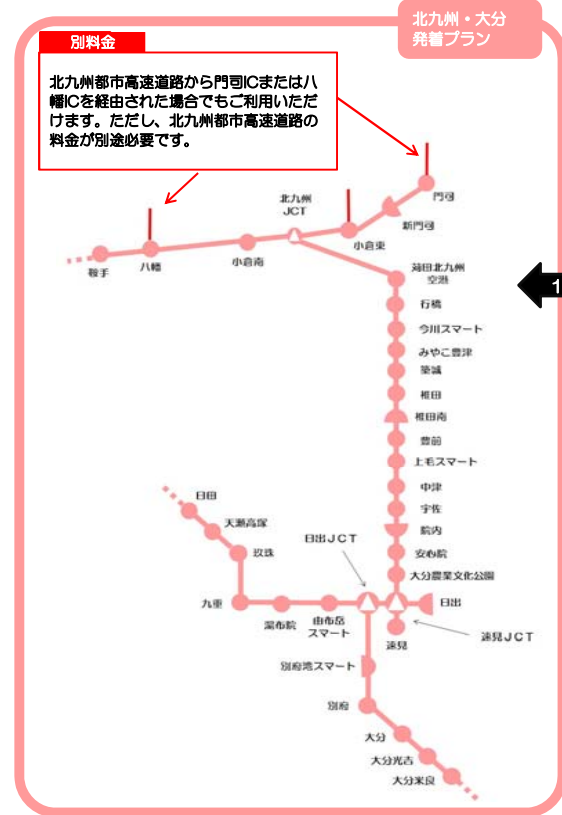 北九州・大分
発着プラン
別料金
北九州都市高速道路から門司ICまたは八
幡ICを経由された場合でもご利用いただ
けます。ただし、北九州都市高速道路の
料金が別途必要です。
門司
新門司
北九州
JCT
小倉東
小倉南
八幡
鞍手
苅田北九州
空港
1
行橋
今川スマート
みやこ豊津
築城
椎田
椎田南
豊前
上毛スマート
中津
宇佐
院内
安心院
大分農業文化公園
日田
天瀬高塚
玖珠
日出JCT
九重
湯布院
由布岳
スマート
日出
速見
速見JCT
別府湾スマート
別府
大分
大分光吉
大分米良